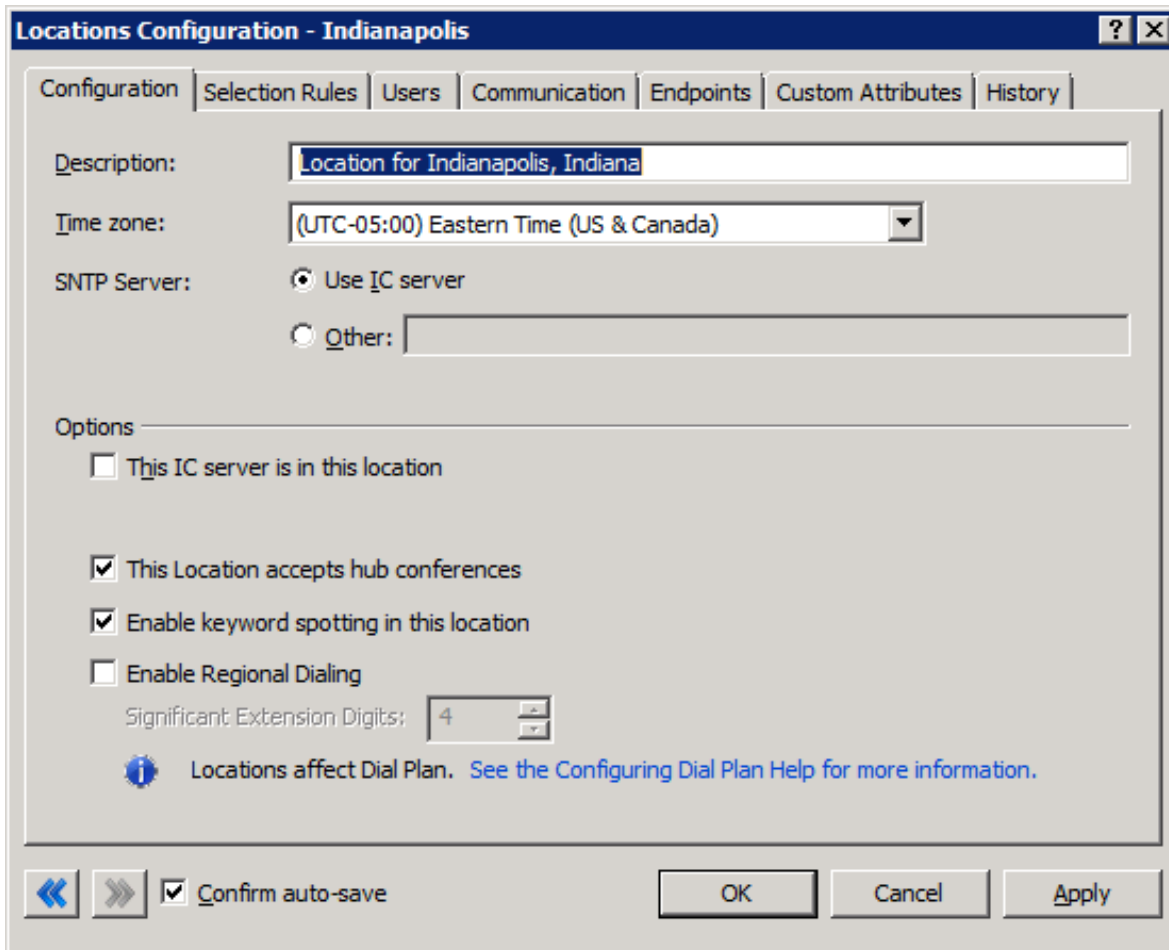 Locations Configuration - Indianapolis
?
Configuration Selection Rules Users Communication Endpoints Custom Attributes History
Description: Location for Indianapolis, Indiana
Time zone: (UTC-05:00) Eastern Time (US & Canada)
SNTP Server: Use IC server
Other:
Options
This IC server is in this location
This Location accepts hub conferences
Enable keyword spotting in this location
Enable Regional Dialing
Significant Extension Digits: 4
i Locations affect Dial Plan. See the Configuring Dial Plan Help for more information.
Confirm auto-save OK Cancel Apply